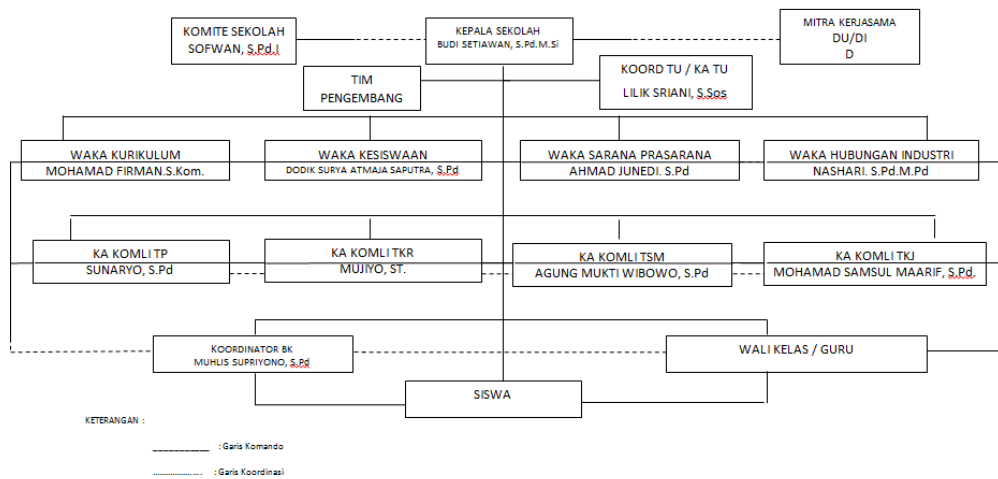 KOMITE SEKOLAH
SOFWAN, S.Pd.I
KEPALA SEKOLAH
BUDI SETIAWAN, S.Pd.M.Si
MITRA KERJASAMA
DU/DI
D
TIM
PENGEMBANG
KOORD TU / KA TU
LILIK SRIANI, S.Sos
WAKA KURIKULUM
MOHAMAD FIRMAN.S.Kom.
WAKA KESISWAAN
DODIK SURYA ATMAJA SAPUTRA, S.Pd
WAKA SARANA PRASARANA
AHMAD JUNEDI. S.Pd
WAKA HUBUNGAN INDUSTRI
NASHARI. S.Pd.M.Pd
KA KOMLI TP
SUNARYO, S.Pd
KA KOMLI TKR
MUJIYO, ST.
KA KOMLI TSM
AGUNG MUKTI WIBOWO, S.Pd
KA KOMLI TKJ
MOHAMAD SAMSUL MAARIF, S.Pd.
KOORDINATOR BK
MUHLIS SUPRIYONO, S.Pd
WALI KELAS / GURU
SISWA
KETERANGAN :
: Garis Komando
: Garis Koordinasi